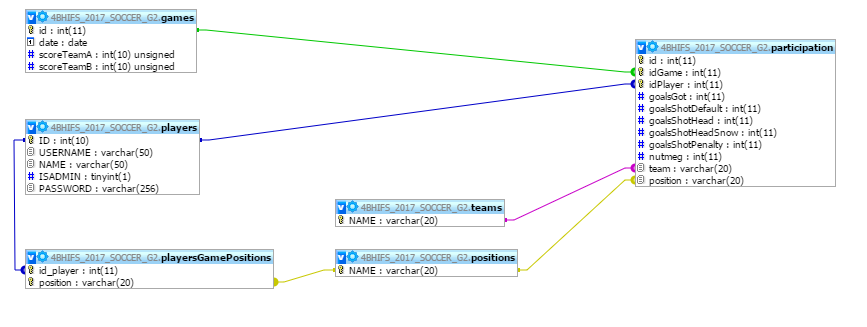 4BHIFS_2017_SOCCER_G2.games
id : int(11)
date : date
scoreTeamA : int(10) unsigned
scoreTeamB : int(10) unsigned
4BHIFS_2017_SOCCER_G2.participation
id : int(11)
idGame : int(11)
idPlayer : int(11)
goalsGot : int(11)
goalsShotDefault : int(11)
goalsShotHead : int(11)
goalsShotHeadSnow : int(11)
goalsShotPenalty : int(11)
nutmeg : int(11)
team : varchar(20)
position : varchar(20)
4BHIFS_2017_SOCCER_G2.players
ID : int(10)
USERNAME : varchar(50)
NAME : varchar(50)
ISADMIN : tinyint(1)
PASSWORD : varchar(256)
4BHIFS_2017_SOCCER_G2.teams
NAME : varchar(20)
4BHIFS_2017_SOCCER_G2.playersGamePositions
id_player : int(11)
position : varchar(20)
4BHIFS_2017_SOCCER_G2.positions
NAME : varchar(20)